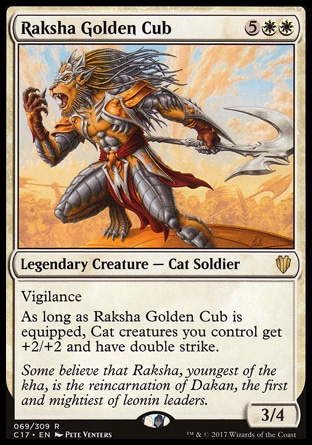 Raksha Golden Cub 5
Legendary Creature — Cat Soldier
Vigilance
As long as Raksha Golden Cub is
equipped, Cat creatures you control get
+2/+2 and have double strike.
Some believe that Raksha, youngest of the
kha, is the reincarnation of Dakan, the first
and mightiest of leonin leaders.
3/4
069/309 R
C17 • EN PETE VENTERS
™ & © 2017 Wizards of the Coast